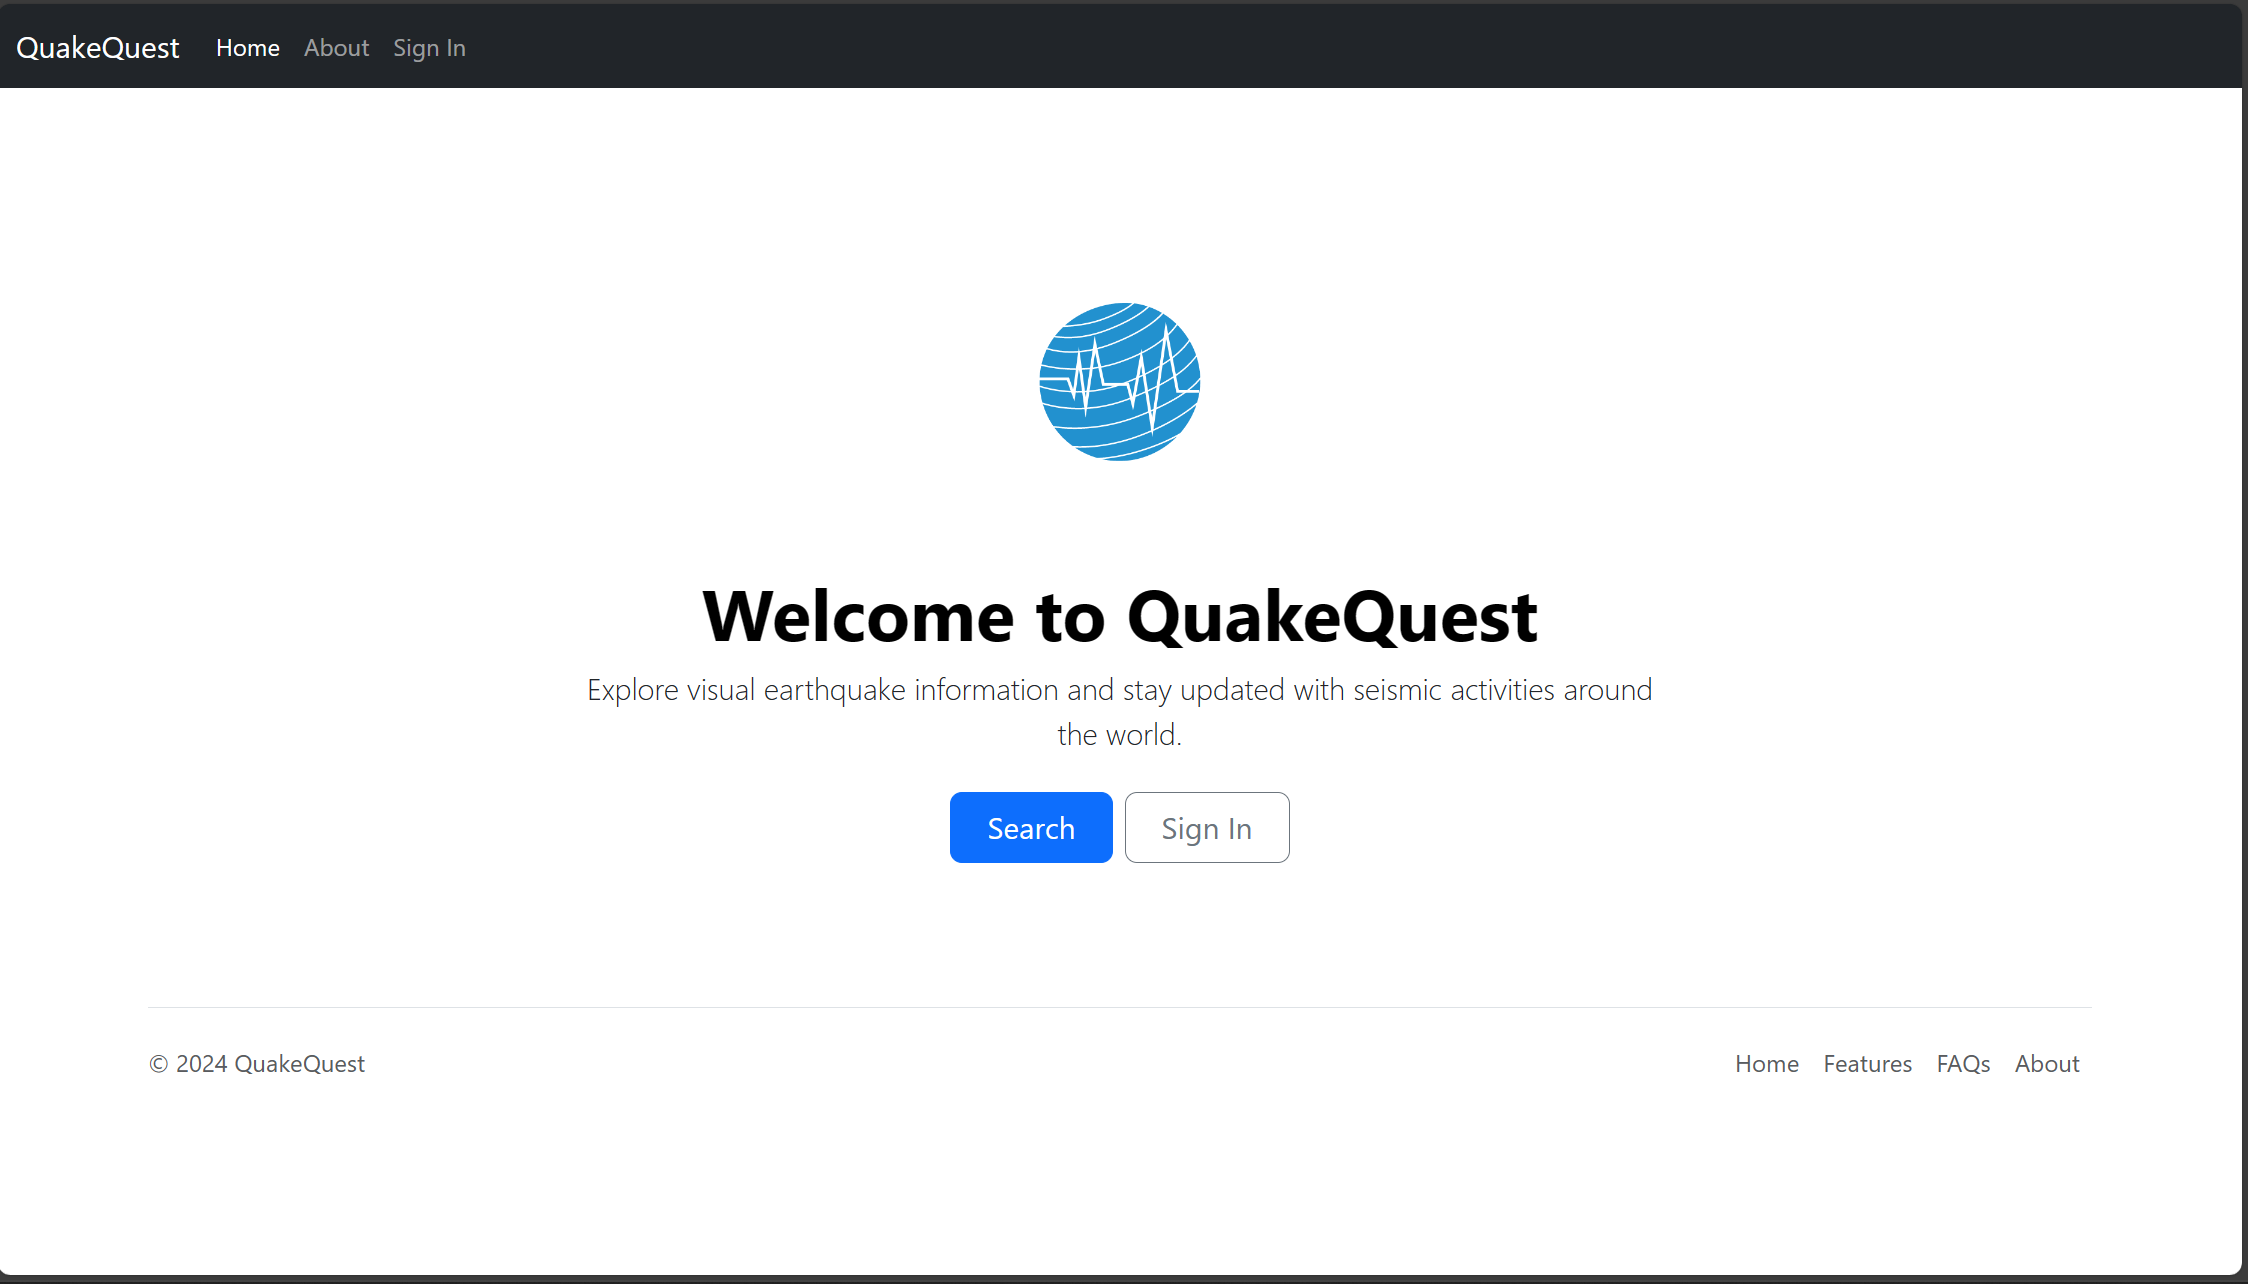 QuakeQuest Home About Sign In
Welcome to QuakeQuest
Explore visual earthquake information and stay updated with seismic activities around
the world.
Search Sign In
© 2024 QuakeQuest Home Features FAQs About